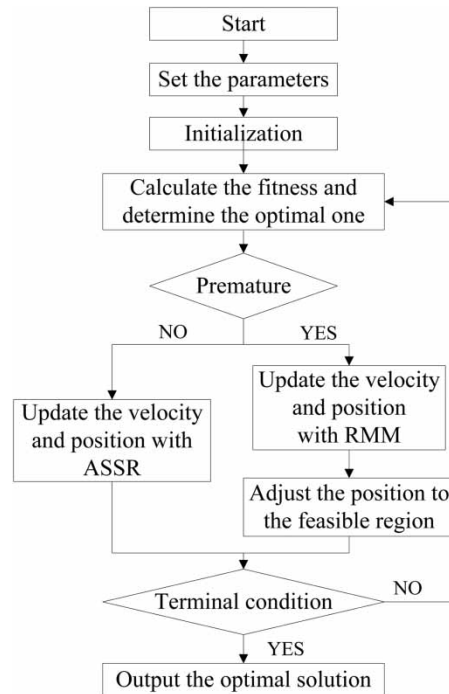 Start
Set the parameters
Initialization
Calculate the fitness and
determine the optimal one
Premature
NO
YES
Update the velocity
and position with
ASSR
Update the velocity
and position
with RMM
Adjust the position to
the feasible region
Terminal condition
NO
YES
Output the optimal solution